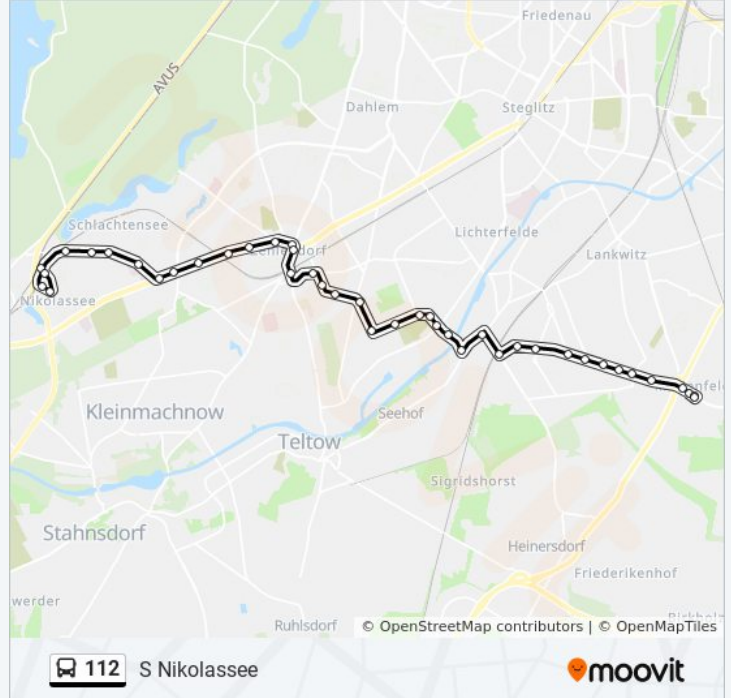 Friedenau
AVUS
Dahlem
Steglitz
Schlachtensee
Lichterfelde
Lankwitz
Nikolassee
Kleinmachnow
Seehof
Teltow
Sigridshorst
Stahnsdorf
Heinersdorf
Friederikenhof
werder
Ruhlsdorf
© OpenStreetMap contributors | © OpenMapTiles
112 S Nikolassee
moovit